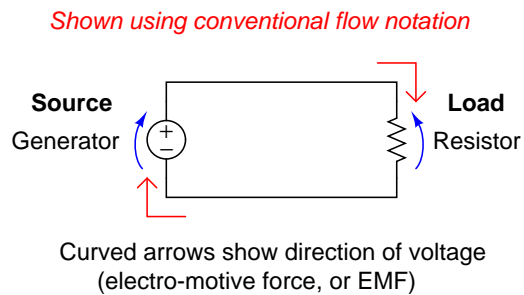 Shown using conventional flow notation
Source
Generator
+
−
Load
Resistor
Curved arrows show direction of voltage
(electro-motive force, or EMF)